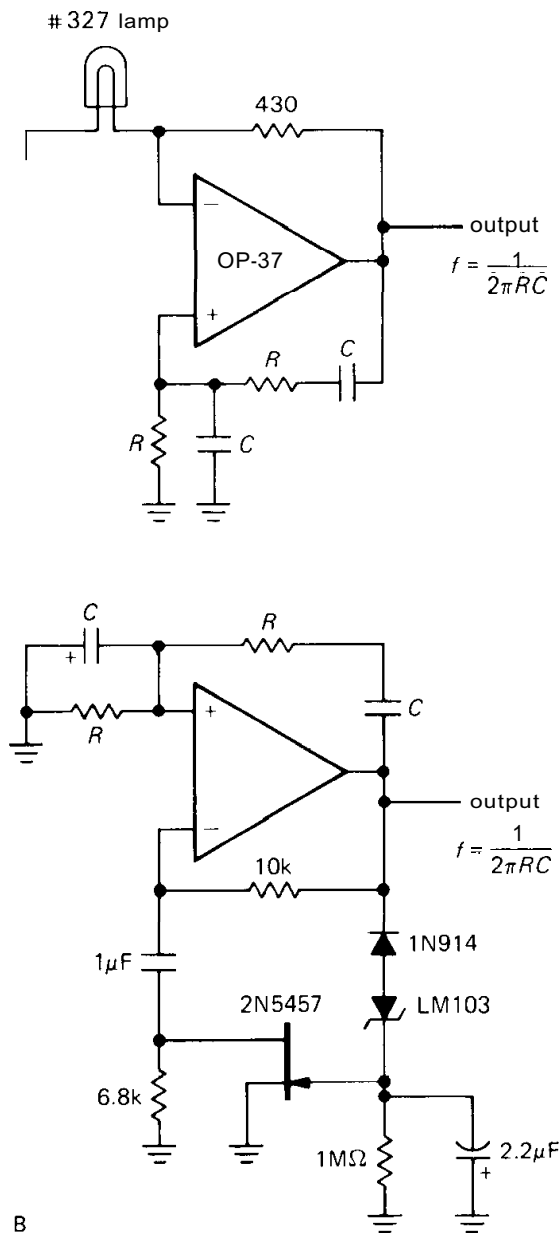 #327 lamp
430
−
OP-37
+
output
f = 1/2πRC
R
C
R
C
C
+
R
R
C
+
−
output
f = 1/2πRC
10k
1N914
1μF
2N5457
LM103
6.8k
1MΩ
2.2μF
+
B